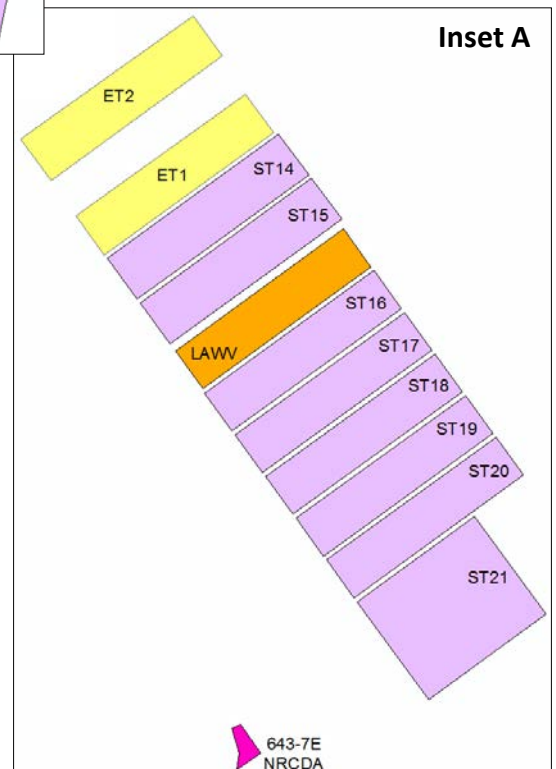 Inset A
ET2
ET1
ST14
ST15
LAWV
ST16
ST17
ST18
ST19
ST20
ST21
643-7E
NRCDA